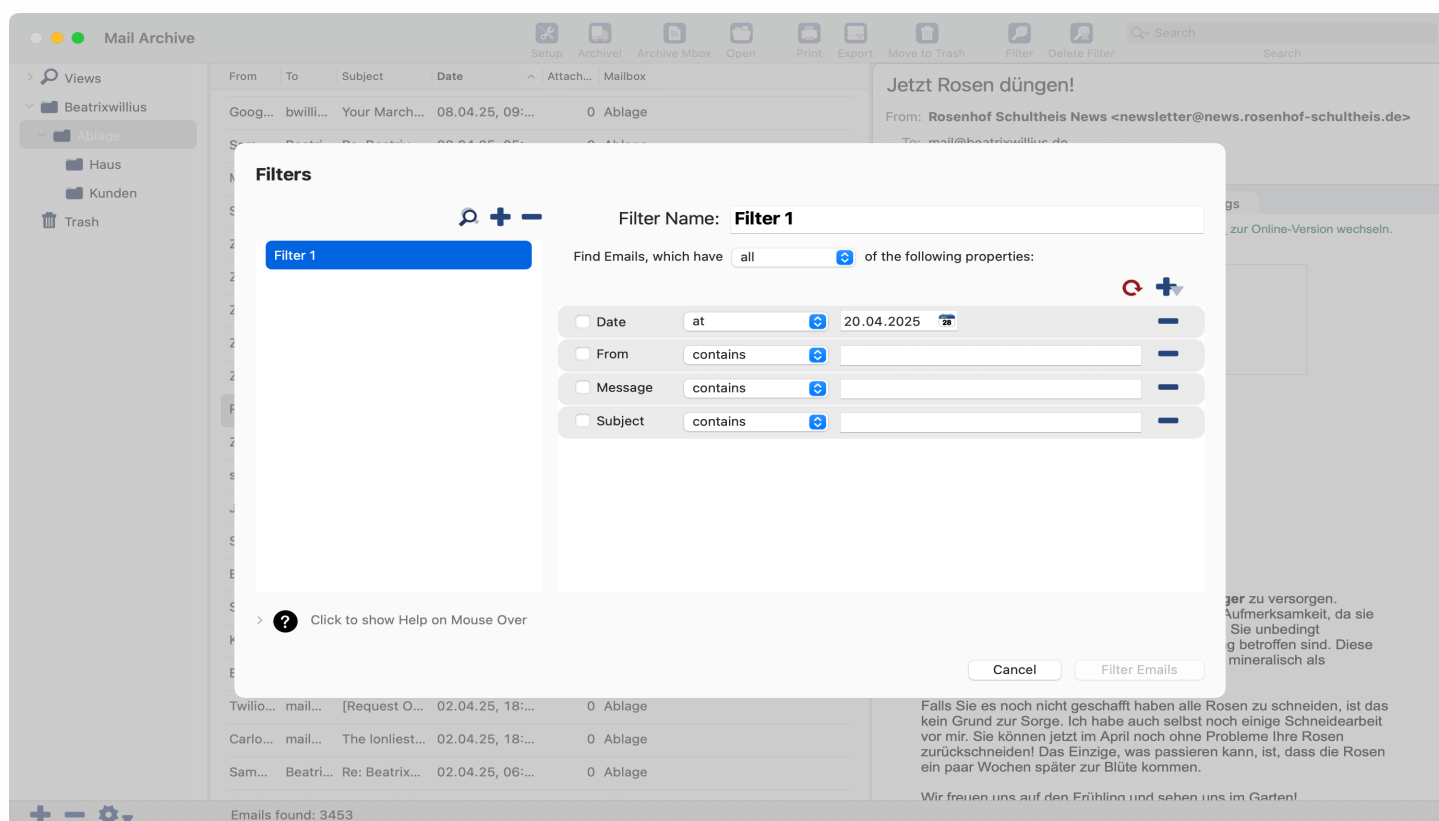 Mail Archive
Setup Archive! Archive Mbox Open Print Export Move to Trash Filter Delete Filter Search
Search
Views
Beatrixwillius
Ablage
Haus
Kunden
Trash
From To Subject Date Attach... Mailbox
Goog... bwilli... Your March... 08.04.25, 09:... 0 Ablage
Jetzt Rosen düngen!
From: Rosenhof Schultheis News <newsletter@news.rosenhof-schultheis.de>
To: mail@beatrixwillius.de
zur Online-Version wechseln.
Filters
Filter 1
Filter Name: Filter 1
Find Emails, which have all of the following properties:
Date at 20.04.2025 28
From contains
Message contains
Subject contains
? Click to show Help on Mouse Over
Cancel Filter Emails
ger zu versorgen.
Aufmerksamkeit, da sie
Sie unbedingt
g betroffen sind. Diese
mineralisch als
Twilio... mail... [Request O... 02.04.25, 18:... 0 Ablage
Carlo... mail... The lonliest... 02.04.25, 18:... 0 Ablage
Sam... Beatri... Re: Beatrix... 02.04.25, 06:... 0 Ablage
Falls Sie es noch nicht geschafft haben alle Rosen zu schneiden, ist das
kein Grund zur Sorge. Ich habe auch selbst noch einige Schneidearbeit
vor mir. Sie können jetzt im April noch ohne Probleme Ihre Rosen
zurückschneiden! Das Einzige, was passieren kann, ist, dass die Rosen
ein paar Wochen später zur Blüte kommen.
Wir freuen uns auf den Frühling und sehen uns im Garten!
Emails found: 3453